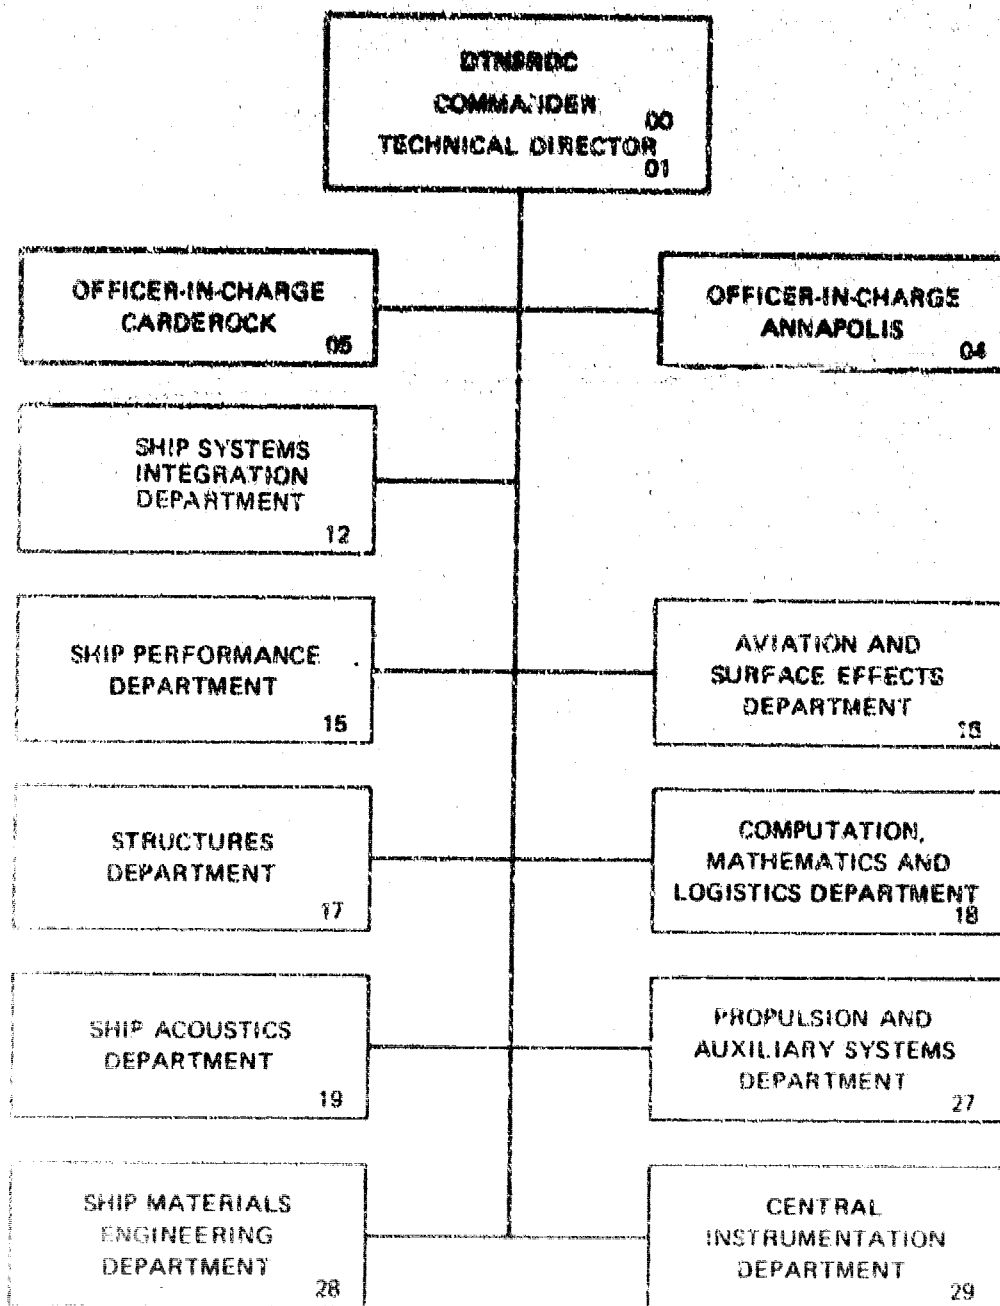 DTNSRDC
COMMANDER 00
TECHNICAL DIRECTOR 01
OFFICER-IN-CHARGE
CARDEROCK
05
OFFICER-IN-CHARGE
ANNAPOLIS
04
SHIP SYSTEMS
INTEGRATION
DEPARTMENT
12
SHIP PERFORMANCE
DEPARTMENT
15
AVIATION AND
SURFACE EFFECTS
DEPARTMENT
16
STRUCTURES
DEPARTMENT
17
COMPUTATION,
MATHEMATICS AND
LOGISTICS DEPARTMENT
18
SHIP ACOUSTICS
DEPARTMENT
19
PROPULSION AND
AUXILIARY SYSTEMS
DEPARTMENT
27
SHIP MATERIALS
ENGINEERING
DEPARTMENT
28
CENTRAL
INSTRUMENTATION
DEPARTMENT
29